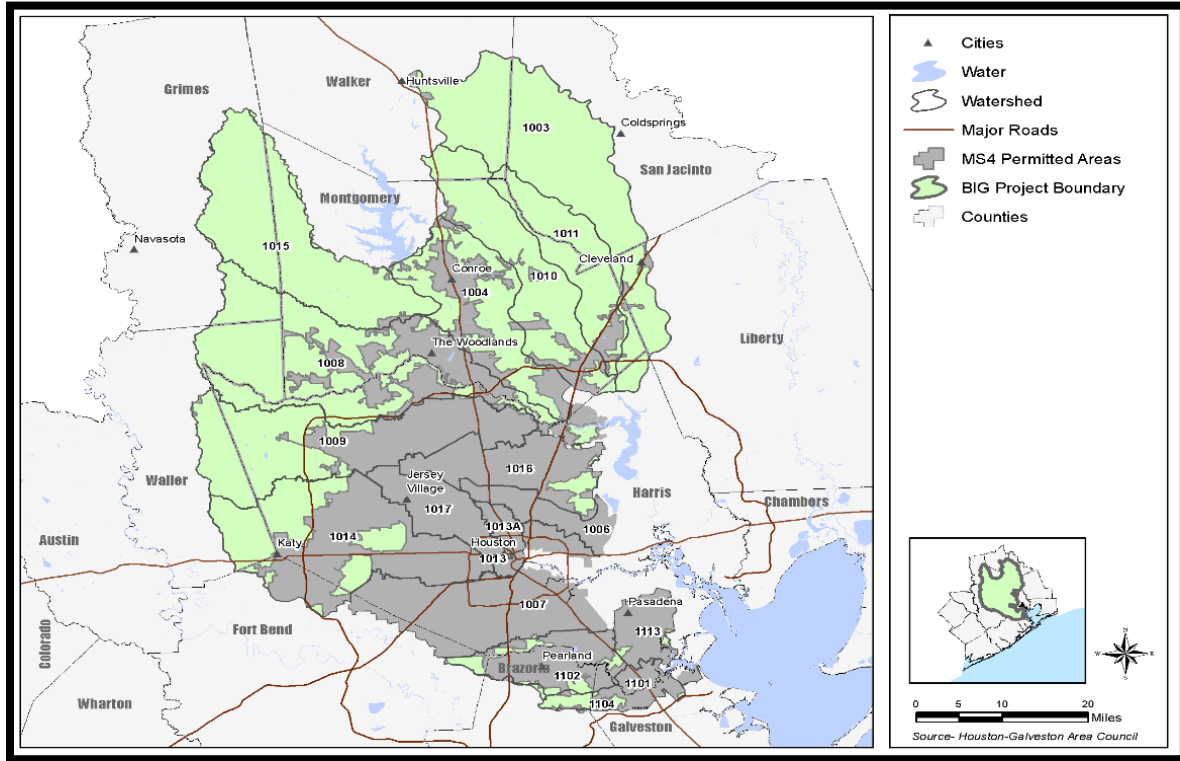 Grimes
Walker
Huntsville
1003
Coldsprings
San Jacinto
Montgomery
Navasota
1015
1011
Cleveland
Conroe
1010
1004
The Woodlands
Liberty
1008
1009
Jersey
Village
1016
Waller
1017
Harris
Chambers
1013A
1006
Austin
1014
Houston
Katy
1013
1007
Pasadena
Fort Bend
1113
Colorado
Pearland
Brazoria
1102
1101
Wharton
1104
Galveston
Cities
Water
Watershed
Major Roads
MS4 Permitted Areas
BIG Project Boundary
Counties
N
W
E
S
0 5 10 20
Miles
Source- Houston-Galveston Area Council